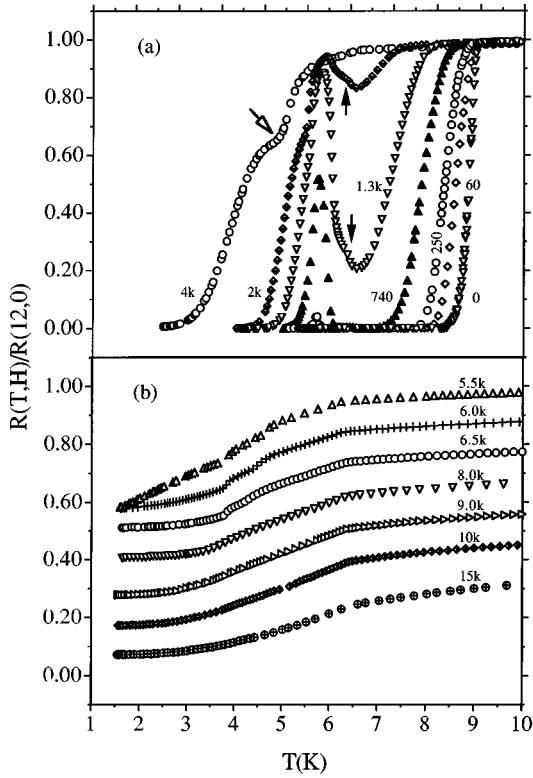 R(T,H)/R(12,0)
(a)
1.00
0.80
0.60
0.40
0.20
0.00
4k
2k
1.3k
740
250
60
0
(b)
1.00
0.80
0.60
0.40
0.20
0.00
5.5k
6.0k
6.5k
8.0k
9.0k
10k
15k
1 2 3 4 5 6 7 8 9 10
T(K)